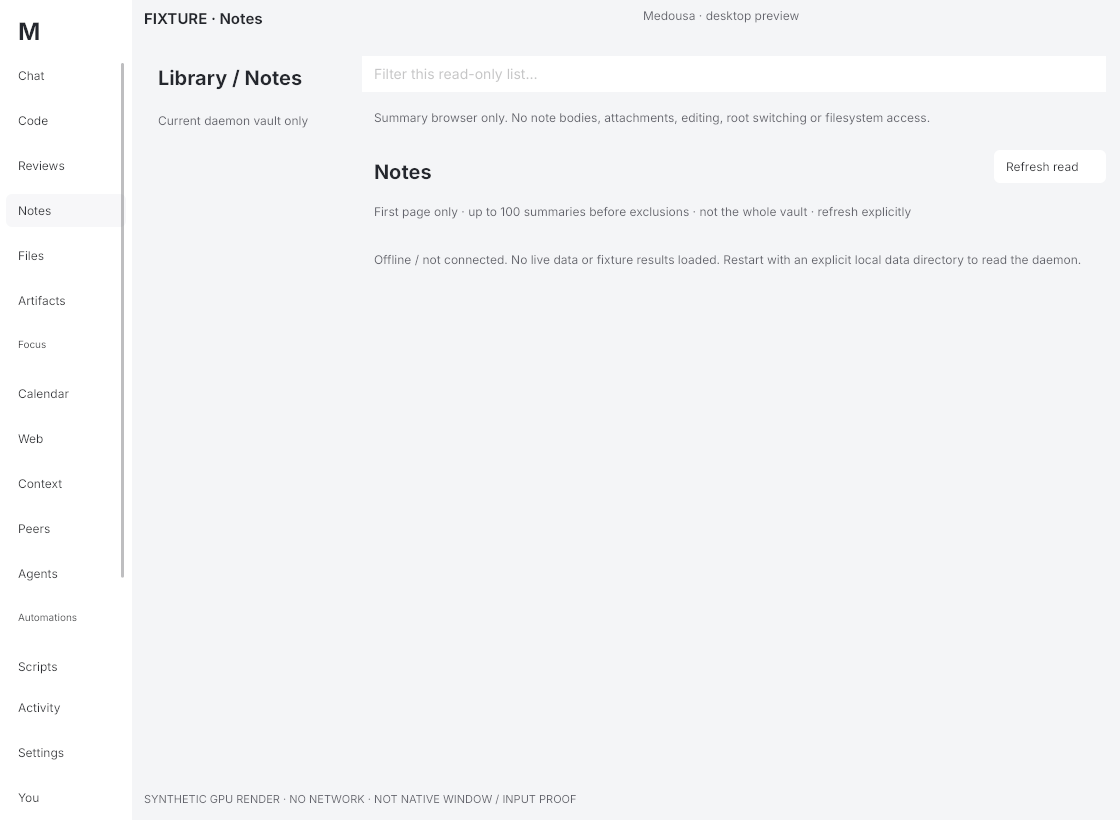 M
Chat
Code
Reviews
Notes
Files
Artifacts
Focus
Calendar
Web
Context
Peers
Agents
Automations
Scripts
Activity
Settings
You
FIXTURE · Notes
Medousa · desktop preview
Library / Notes
Current daemon vault only
Filter this read-only list...
Summary browser only. No note bodies, attachments, editing, root switching or filesystem access.
Notes
Refresh read
First page only · up to 100 summaries before exclusions · not the whole vault · refresh explicitly
Offline / not connected. No live data or fixture results loaded. Restart with an explicit local data directory to read the daemon.
SYNTHETIC GPU RENDER · NO NETWORK · NOT NATIVE WINDOW / INPUT PROOF